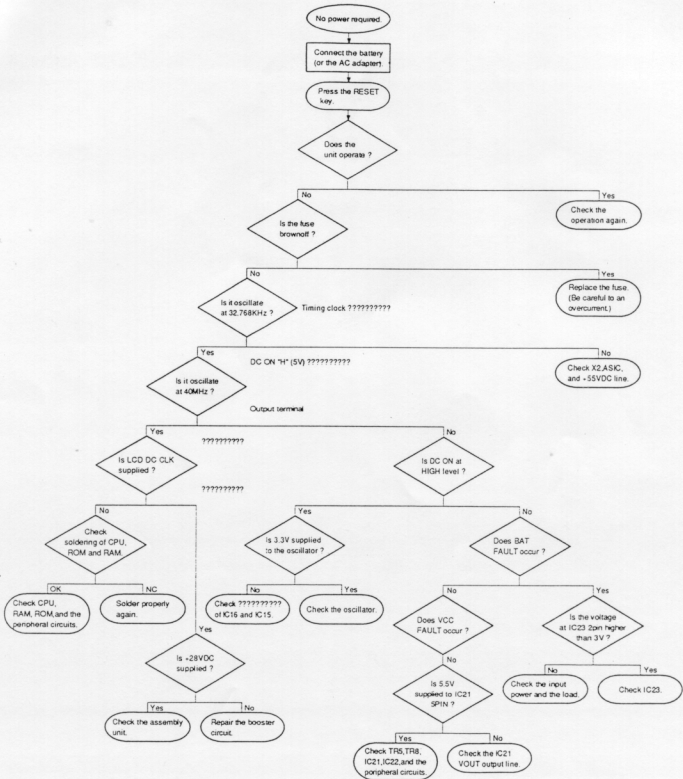 No power required.
Connect the battery
(or the AC adapter).
Press the RESET
key.
Does the
unit operate ?
No
Yes
Is the fuse
brownoff ?
Check the
operation again.
No
Yes
Is it oscillate
at 32.768KHz ?
Timing clock ??????????
Replace the fuse.
(Be careful to an
overcurrent.)
Yes
No
DC ON "H" (5V) ??????????
Is it oscillate
at 40MHz ?
Check X2,ASIC,
and +55VDC line.
Output terminal
Yes
No
??????????
Is LCD DC CLK
supplied ?
Is DC ON at
HIGH level ?
??????????
No
Yes
No
Check
soldering of CPU,
ROM and RAM.
Is 3.3V supplied
to the oscillator ?
Does BAT
FAULT occur ?
OK
NC
No
Yes
No
Yes
Check CPU,
RAM, ROM,and the
peripheral circuits.
Solder properly
again.
Check ??????????
of IC16 and IC15.
Check the oscillator.
Does VCC
FAULT occur ?
Is the voltage
at IC23 2pin higher
than 3V ?
Yes
No
No
Yes
Is +28VDC
supplied ?
Is 5.5V
supplied to IC21
5PIN ?
Check the input
power and the load.
Check IC23.
Yes
No
Check the assembly
unit.
Repair the booster
circuit.
Yes
No
Check TR5,TR8,
IC21,IC22,and the
peripheral circuits.
Check the IC21
VOUT output line.